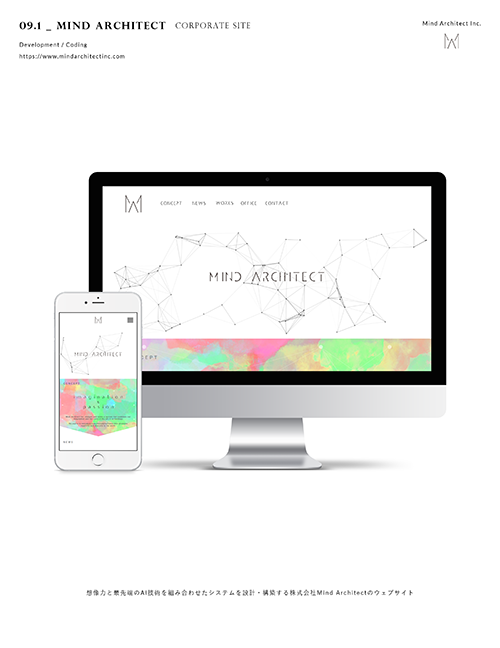 09.1 _ MIND ARCHITECT CORPORATE SITE
Mind Architect Inc.
Development / Coding
https://www.mindarchitectinc.com
CONCEPT NEWS WORKS OFFICE CONTACT
MIND ARCHITECT
MIND ARCHITECT
CONCEPT
imagination
×
passion
NEWS
想像力と最先端のAI技術を組み合わせたシステムを設計・構築する株式会社Mind Architectのウェブサイト